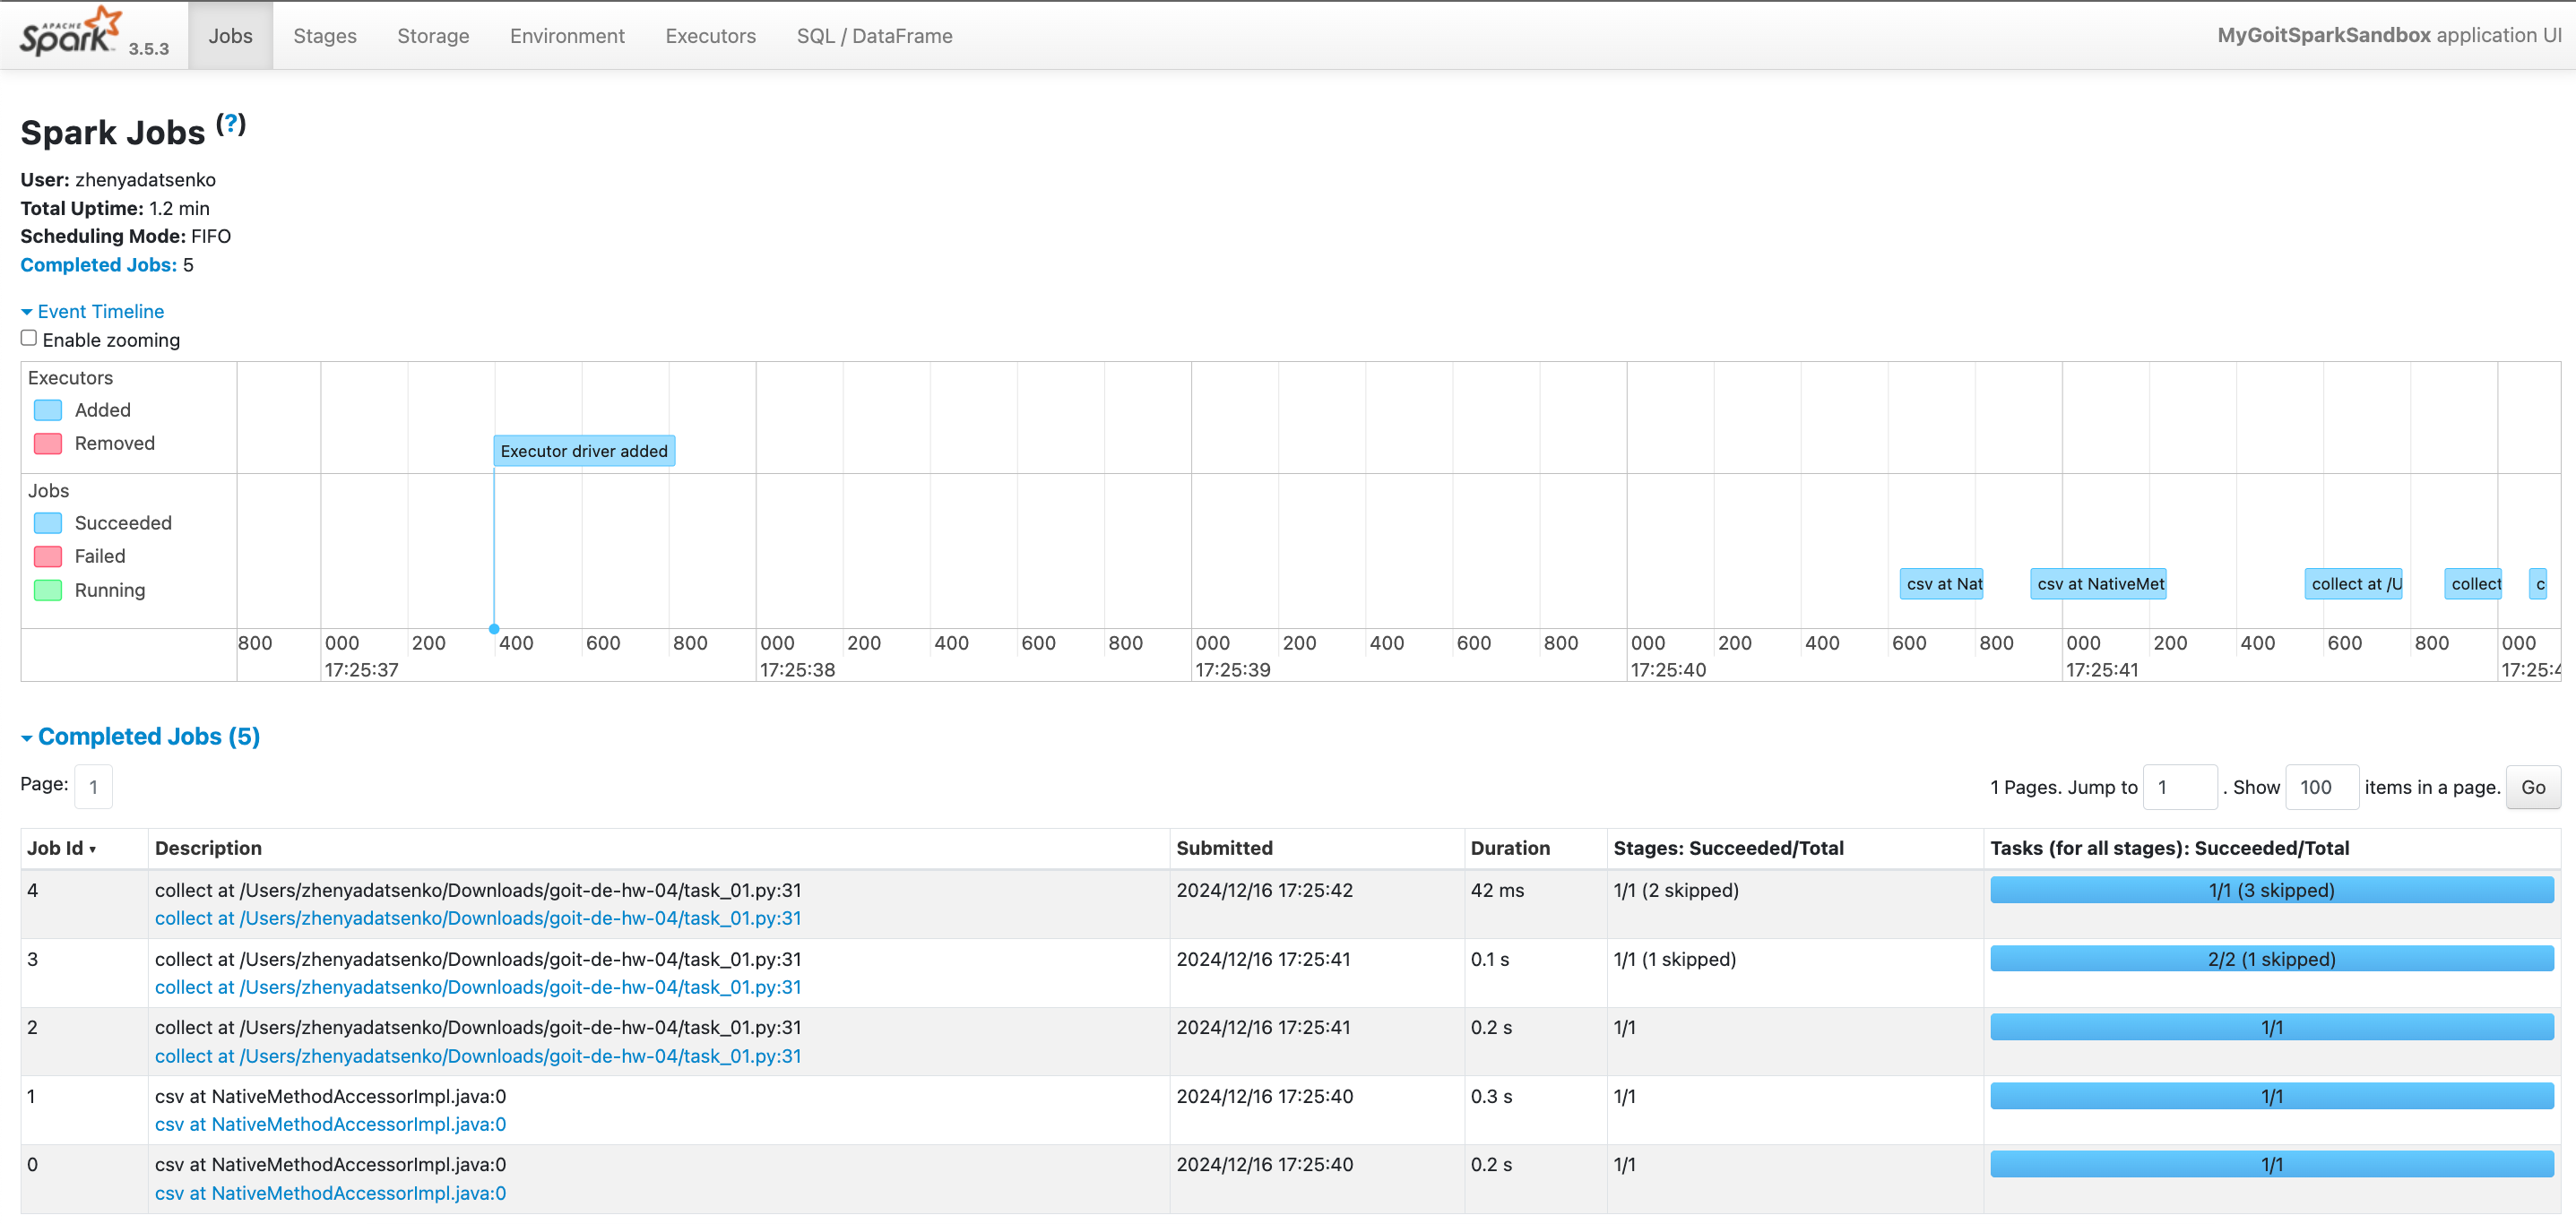 APACHE Spark 3.5.3 Jobs Stages Storage Environment Executors SQL / DataFrame MyGoitSparkSandbox application UI
Spark Jobs (?)
User: zhenyadatsenko
Total Uptime: 1.2 min
Scheduling Mode: FIFO
Completed Jobs: 5
Event Timeline
Enable zooming
Executors
Added
Removed
Executor driver added
Jobs
Succeeded
Failed
Running
csv at Nat csv at NativeMet collect at /U collect c
800 000 200 400 600 800 000 200 400 600 800 000 200 400 600 800 000 200 400 600 800 000 200 400 600 800 000
17:25:37 17:25:38 17:25:39 17:25:40 17:25:41 17:25:4
Completed Jobs (5)
Page: 1 1 Pages. Jump to 1 . Show 100 items in a page. Go
Job Id ▾ Description Submitted Duration Stages: Succeeded/Total Tasks (for all stages): Succeeded/Total
4 collect at /Users/zhenyadatsenko/Downloads/goit-de-hw-04/task_01.py:31 2024/12/16 17:25:42 42 ms 1/1 (2 skipped) 1/1 (3 skipped)
collect at /Users/zhenyadatsenko/Downloads/goit-de-hw-04/task_01.py:31
3 collect at /Users/zhenyadatsenko/Downloads/goit-de-hw-04/task_01.py:31 2024/12/16 17:25:41 0.1 s 1/1 (1 skipped) 2/2 (1 skipped)
collect at /Users/zhenyadatsenko/Downloads/goit-de-hw-04/task_01.py:31
2 collect at /Users/zhenyadatsenko/Downloads/goit-de-hw-04/task_01.py:31 2024/12/16 17:25:41 0.2 s 1/1 1/1
collect at /Users/zhenyadatsenko/Downloads/goit-de-hw-04/task_01.py:31
1 csv at NativeMethodAccessorImpl.java:0 2024/12/16 17:25:40 0.3 s 1/1 1/1
csv at NativeMethodAccessorImpl.java:0
0 csv at NativeMethodAccessorImpl.java:0 2024/12/16 17:25:40 0.2 s 1/1 1/1
csv at NativeMethodAccessorImpl.java:0